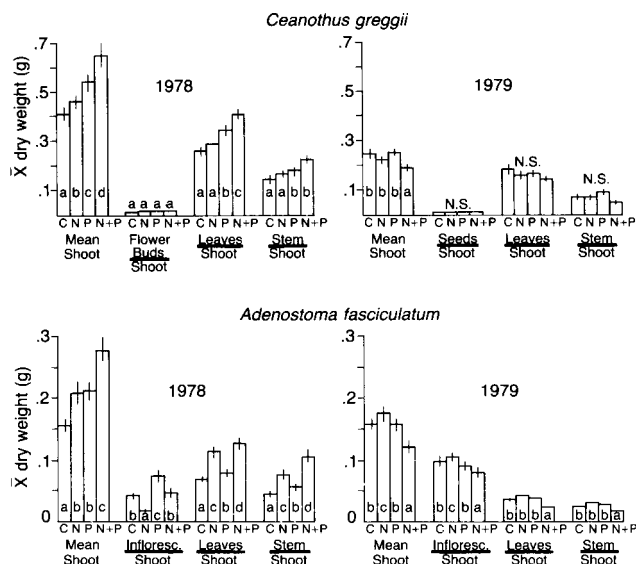 Ceanothus greggii
X̄ dry weight (g)
.7
.5
.3
.1
1978
a b c d
a a a a
a a b c
a a b b
C N P N+P C N P N+P C N P N+P C N P N+P
Mean Shoot
Flower Buds Shoot
Leaves Shoot
Stem Shoot
.7
.5
.3
.1
1979
b b b a
N.S.
N.S.
N.S.
C N P N+P C N P N+P C N P N+P C N P N+P
Mean Shoot
Seeds Shoot
Leaves Shoot
Stem Shoot
Adenostoma fasciculatum
X̄ dry weight (g)
.3
.2
.1
0
1978
a b b c
b a c b
a c b d
a c b d
C N P N+P C N P N+P C N P N+P C N P N+P
Mean Shoot
Infloresc. Shoot
Leaves Shoot
Stem Shoot
.3
.2
.1
0
1979
b c b a
b c b a
b b b a
b b b a
C N P N+P C N P N+P C N P N+P C N P N+P
Mean Shoot
Infloresc. Shoot
Leaves Shoot
Stem Shoot